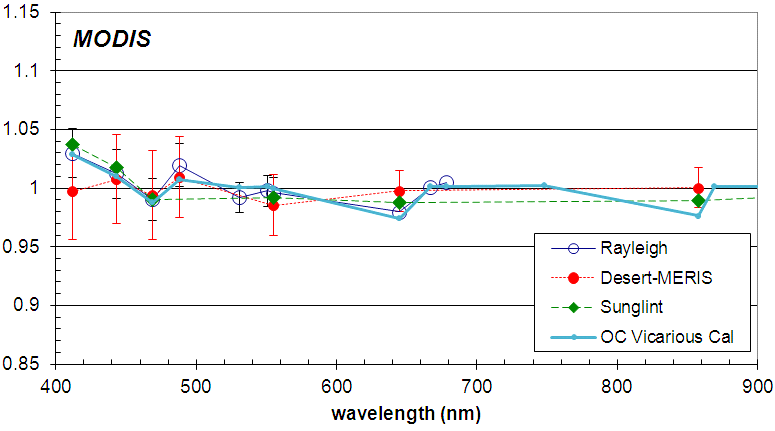 1.15
MODIS
1.1
1.05
1
0.95
Rayleigh
Desert-MERIS
0.9
Sunglint
OC Vicarious Cal
0.85
400 500 600 700 800 900
wavelength (nm)